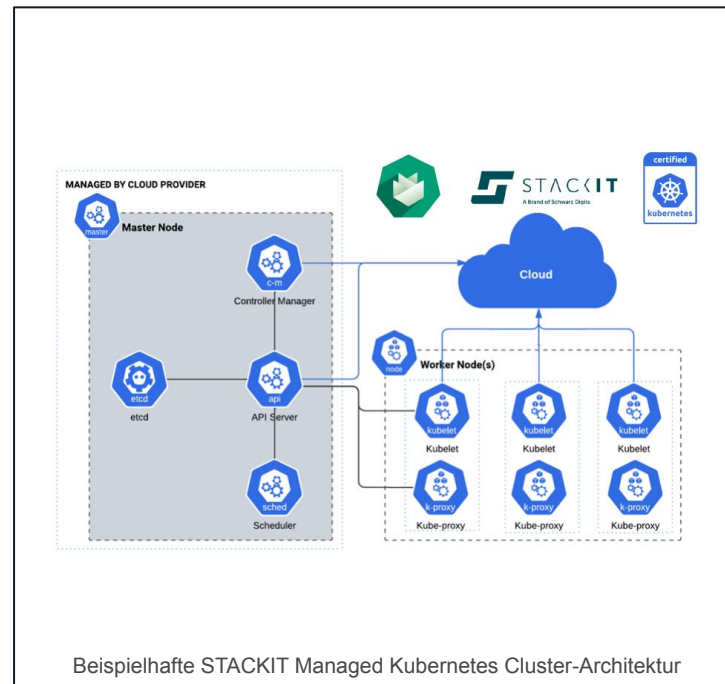 MANAGED BY CLOUD PROVIDER
master
Master Node
c-m
Controller Manager
etcd
etcd
api
API Server
sched
Scheduler
STACKIT
A Brand of Schwarz Digits
certified
kubernetes
Cloud
node
Worker Node(s)
kubelet
kubelet
kubelet
Kubelet
Kubelet
Kubelet
k-proxy
k-proxy
k-proxy
Kube-proxy
Kube-proxy
Kube-proxy
Beispielhafte STACKIT Managed Kubernetes Cluster-Architektur